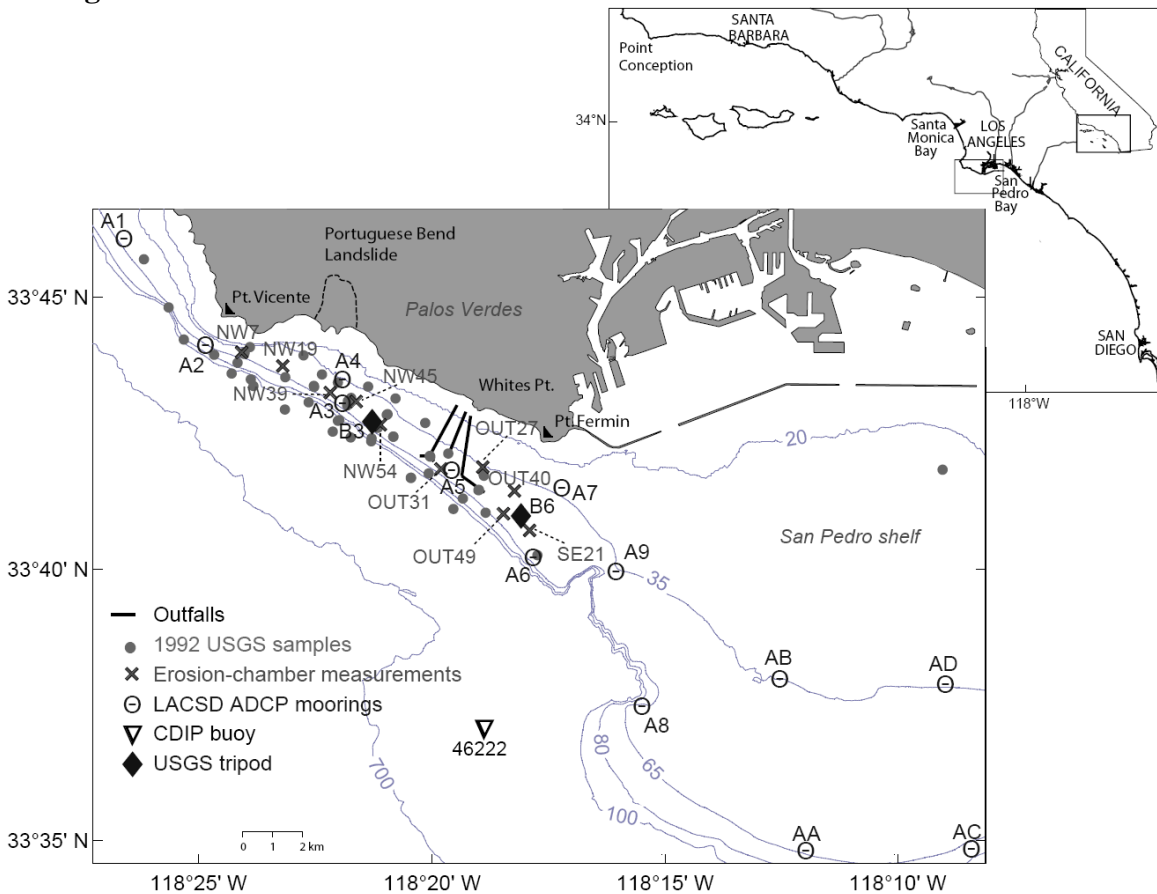 SANTA
BARBARA
Point
Conception
CALIFORNIA
34°N
Santa
Monica
Bay
LOS
ANGELES
San
Pedro
Bay
SAN
DIEGO
118°W
A1
Portuguese Bend
Landslide
33°45' N
Pt. Vicente
Palos Verdes
NW7
NW19
A2
A4
NW45
NW39
A3
Whites Pt.
B3
Pt. Fermin
OUT27
20
NW54
OUT40
A5
OUT31
A7
B6
San Pedro shelf
OUT49
SE21
A9
33°40' N
A6
35
Outfalls
1992 USGS samples
Erosion-chamber measurements
LACSD ADCP moorings
CDIP buoy
USGS tripod
AB
AD
A8
46222
700
80
65
100
AA
AC
33°35' N
0 1 2 km
118°25' W
118°20' W
118°15' W
118°10' W